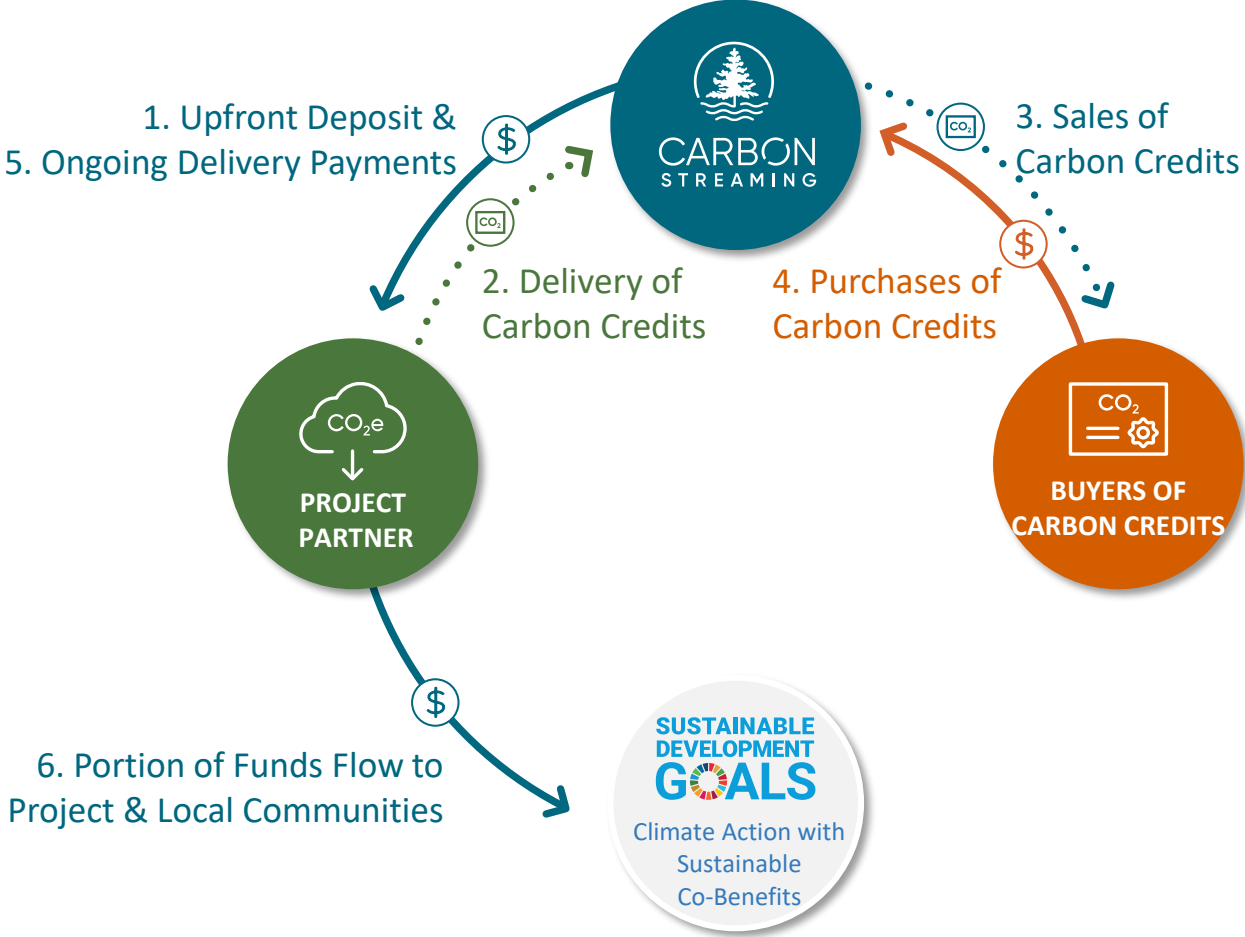 CARBON
STREAMING
1. Upfront Deposit &
5. Ongoing Delivery Payments
$
CO₂
2. Delivery of
Carbon Credits
CO₂
3. Sales of
Carbon Credits
$
4. Purchases of
Carbon Credits
CO₂e
PROJECT
PARTNER
CO₂
BUYERS OF
CARBON CREDITS
$
6. Portion of Funds Flow to
Project & Local Communities
SUSTAINABLE
DEVELOPMENT
GOALS
Climate Action with
Sustainable
Co-Benefits